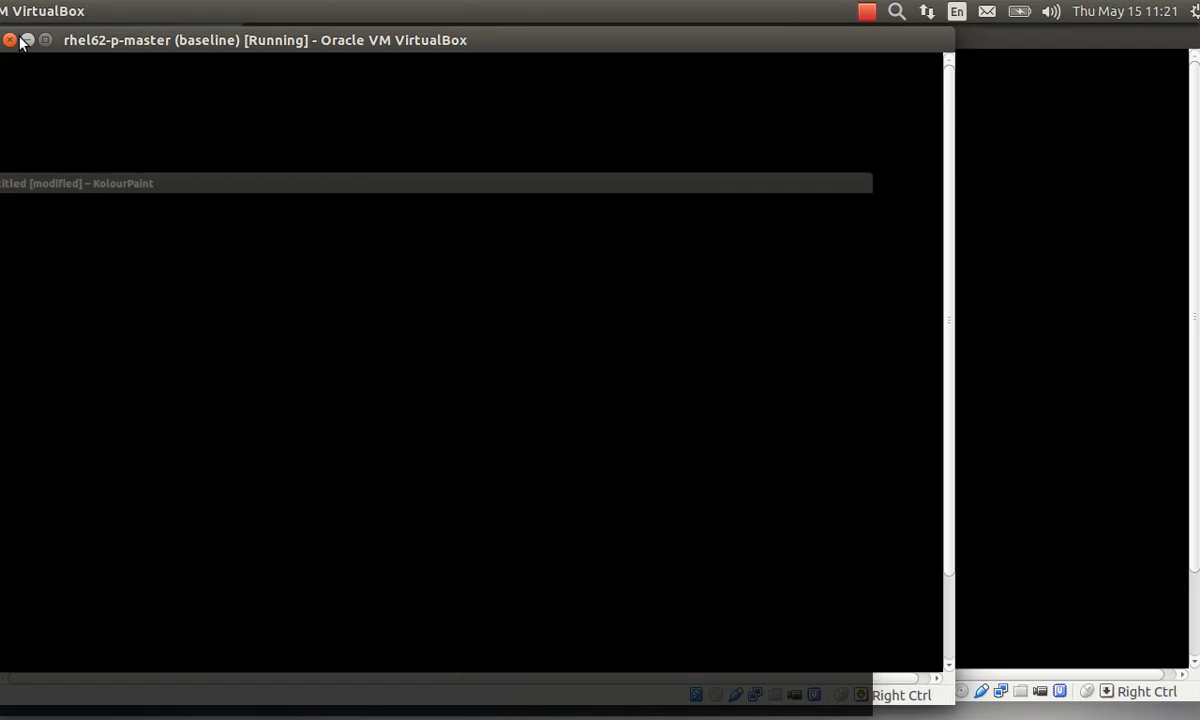 M VirtualBox
En
Thu May 15 11:21
rhel62-p-master (baseline) [Running] - Oracle VM VirtualBox
titled [modified] – KolourPaint
Right Ctrl
Right Ctrl